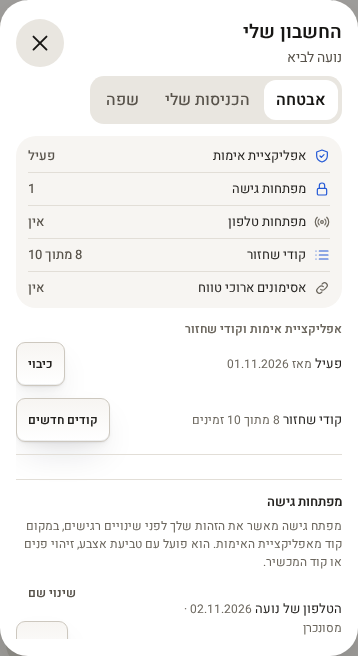 החשבון שלי
נועה לביא
אבטחה
הכניסות שלי
שפה
אפליקציית אימות
פעיל
מפתחות גישה
1
מפתחות טלפון
אין
קודי שחזור
8 מתוך 10
אסימונים ארוכי טווח
אין
אפליקציית אימות וקודי שחזור
פעיל מאז 01.11.2026
כיבוי
קודי שחזור 8 מתוך 10 זמינים
קודים חדשים
מפתחות גישה
מפתח גישה מאשר את הזהות שלך לפני שינויים רגישים, במקום
קוד מאפליקציית האימות. הוא פועל עם טביעת אצבע, זיהוי פנים
או קוד המכשיר.
שינוי שם
הטלפון של נועה 02.11.2026 ·
מסונכרן